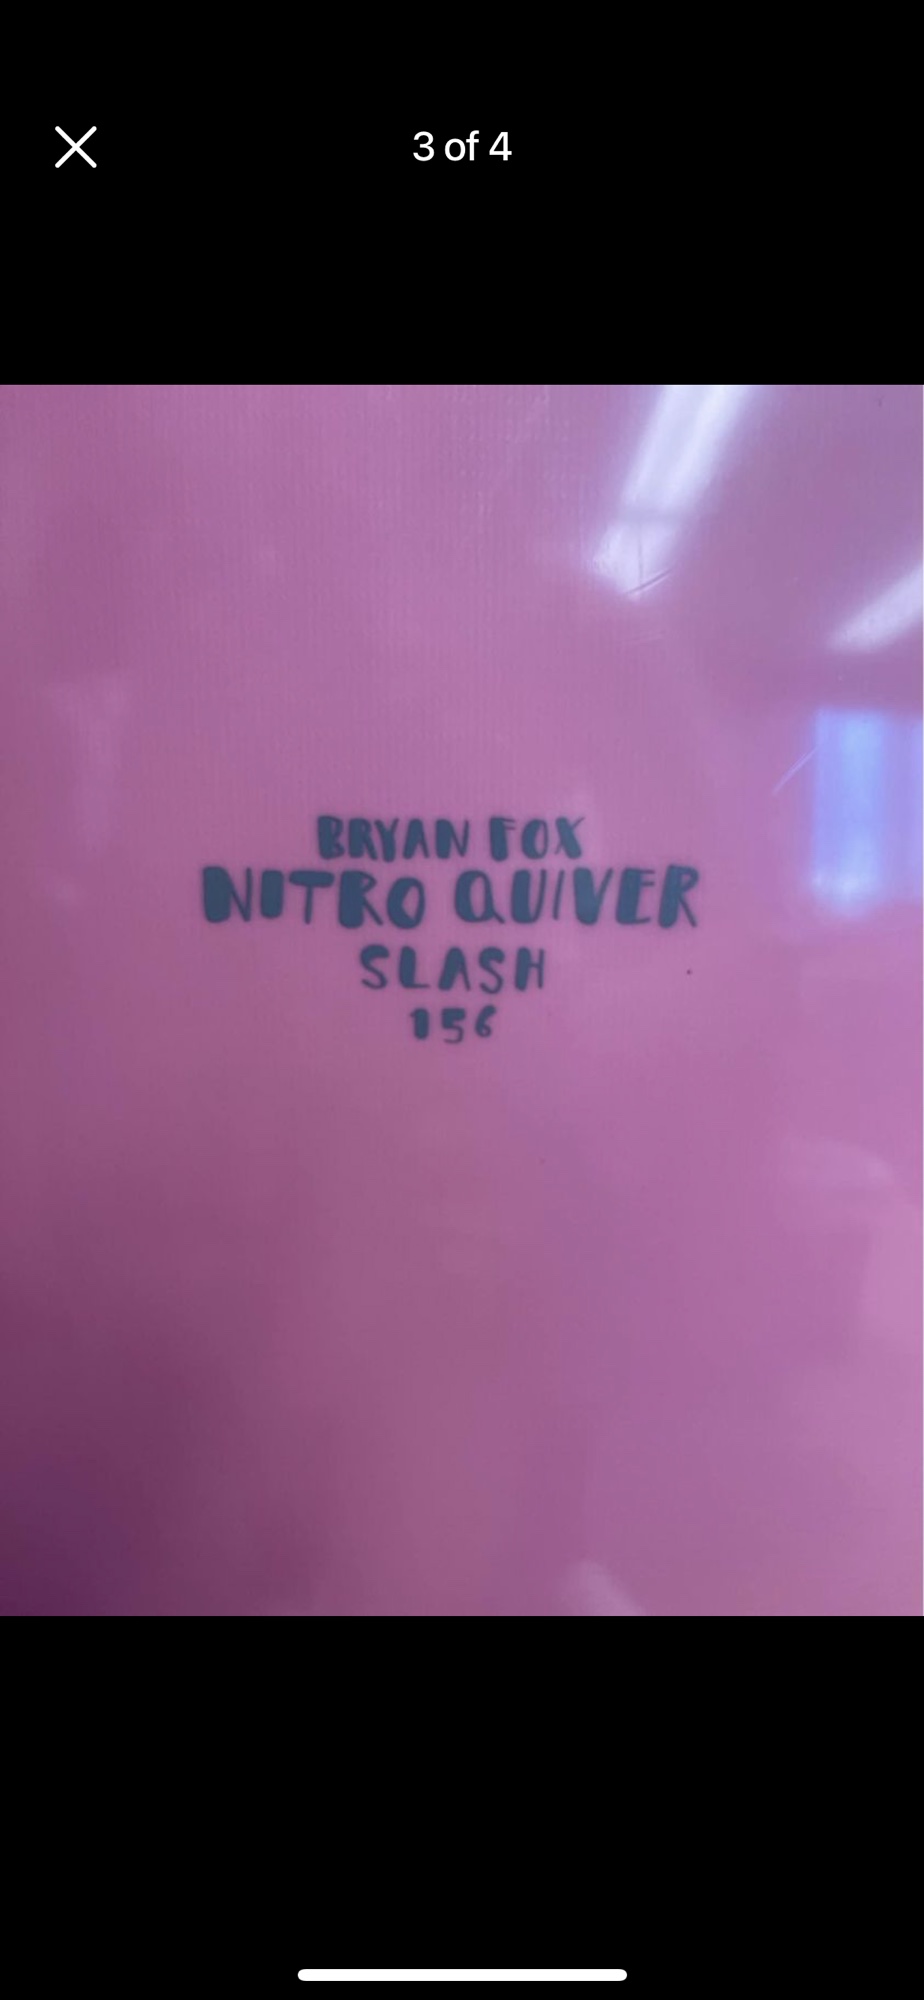 3 of 4
BRYAN FOX
NITRO QUIVER
SLASH
156